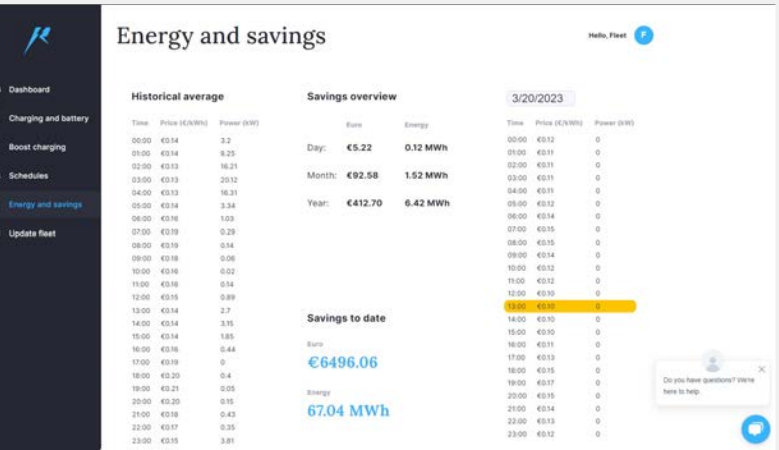 Energy and savings
Hello, Fleet F
Dashboard
Charging and battery
Boost charging
Schedules
Energy and savings
Update fleet
Historical average
Time Price (€/kWh) Power (kW)
00:00 €0.14 3.2
01:00 €0.14 8.25
02:00 €0.13 16.21
03:00 €0.13 20.12
04:00 €0.13 16.31
05:00 €0.14 3.34
06:00 €0.16 1.03
07:00 €0.19 0.29
08:00 €0.19 0.14
09:00 €0.18 0.06
10:00 €0.16 0.02
11:00 €0.16 0.14
12:00 €0.15 0.89
13:00 €0.14 2.7
14:00 €0.14 3.15
15:00 €0.14 1.85
16:00 €0.16 0.44
17:00 €0.19 0
18:00 €0.20 0.4
19:00 €0.21 0.05
20:00 €0.20 0.15
21:00 €0.18 0.43
22:00 €0.17 0.35
23:00 €0.15 3.81
Savings overview
Euro Energy
Day: €5.22 0.12 MWh
Month: €92.58 1.52 MWh
Year: €412.70 6.42 MWh
Savings to date
Euro
€6496.06
Energy
67.04 MWh
3/20/2023
Time Price (€/kWh) Power (kW)
00:00 €0.12 0
01:00 €0.11 0
02:00 €0.11 0
03:00 €0.11 0
04:00 €0.11 0
05:00 €0.12 0
06:00 €0.14 0
07:00 €0.15 0
08:00 €0.15 0
09:00 €0.14 0
10:00 €0.12 0
11:00 €0.12 0
12:00 €0.10 0
13:00 €0.10 0
14:00 €0.10 0
15:00 €0.10 0
16:00 €0.11 0
17:00 €0.13 0
18:00 €0.15 0
19:00 €0.17 0
20:00 €0.15 0
21:00 €0.14 0
22:00 €0.13 0
23:00 €0.12 0
Do you have questions? We're
here to help.